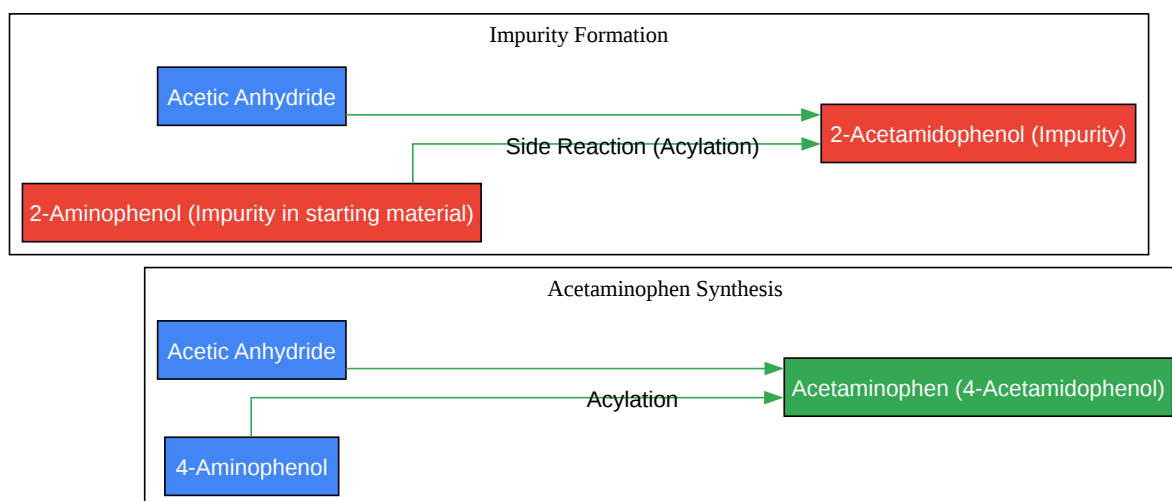 Impurity Formation
Acetic Anhydride
2-Acetamidophenol (Impurity)
Side Reaction (Acylation)
2-Aminophenol (Impurity in starting material)
Acetaminophen Synthesis
Acetic Anhydride
Acetaminophen (4-Acetamidophenol)
Acylation
4-Aminophenol